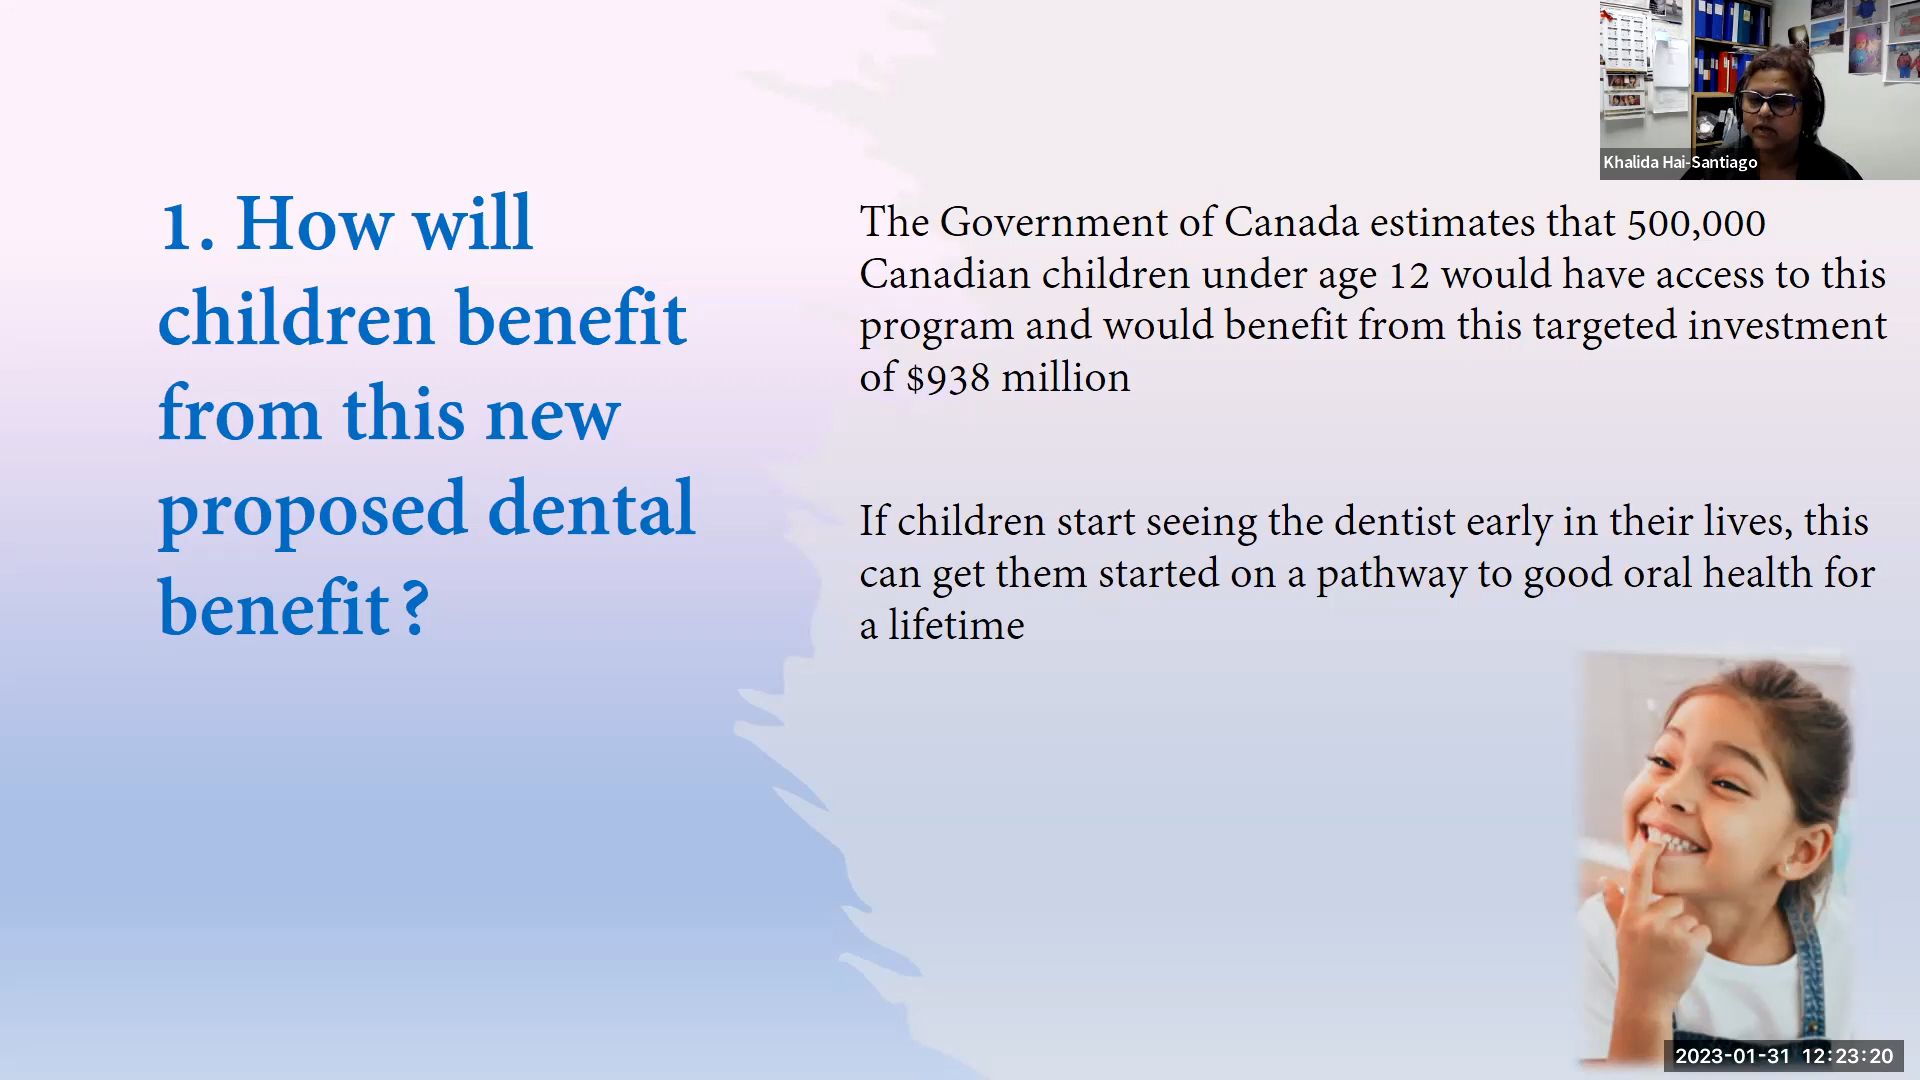 Khalida Hai-Santiago
1. How will
children benefit
from this new
proposed dental
benefit?
The Government of Canada estimates that 500,000
Canadian children under age 12 would have access to this
program and would benefit from this targeted investment
of $938 million
If children start seeing the dentist early in their lives, this
can get them started on a pathway to good oral health for
a lifetime
2023-01-31 12:23:20